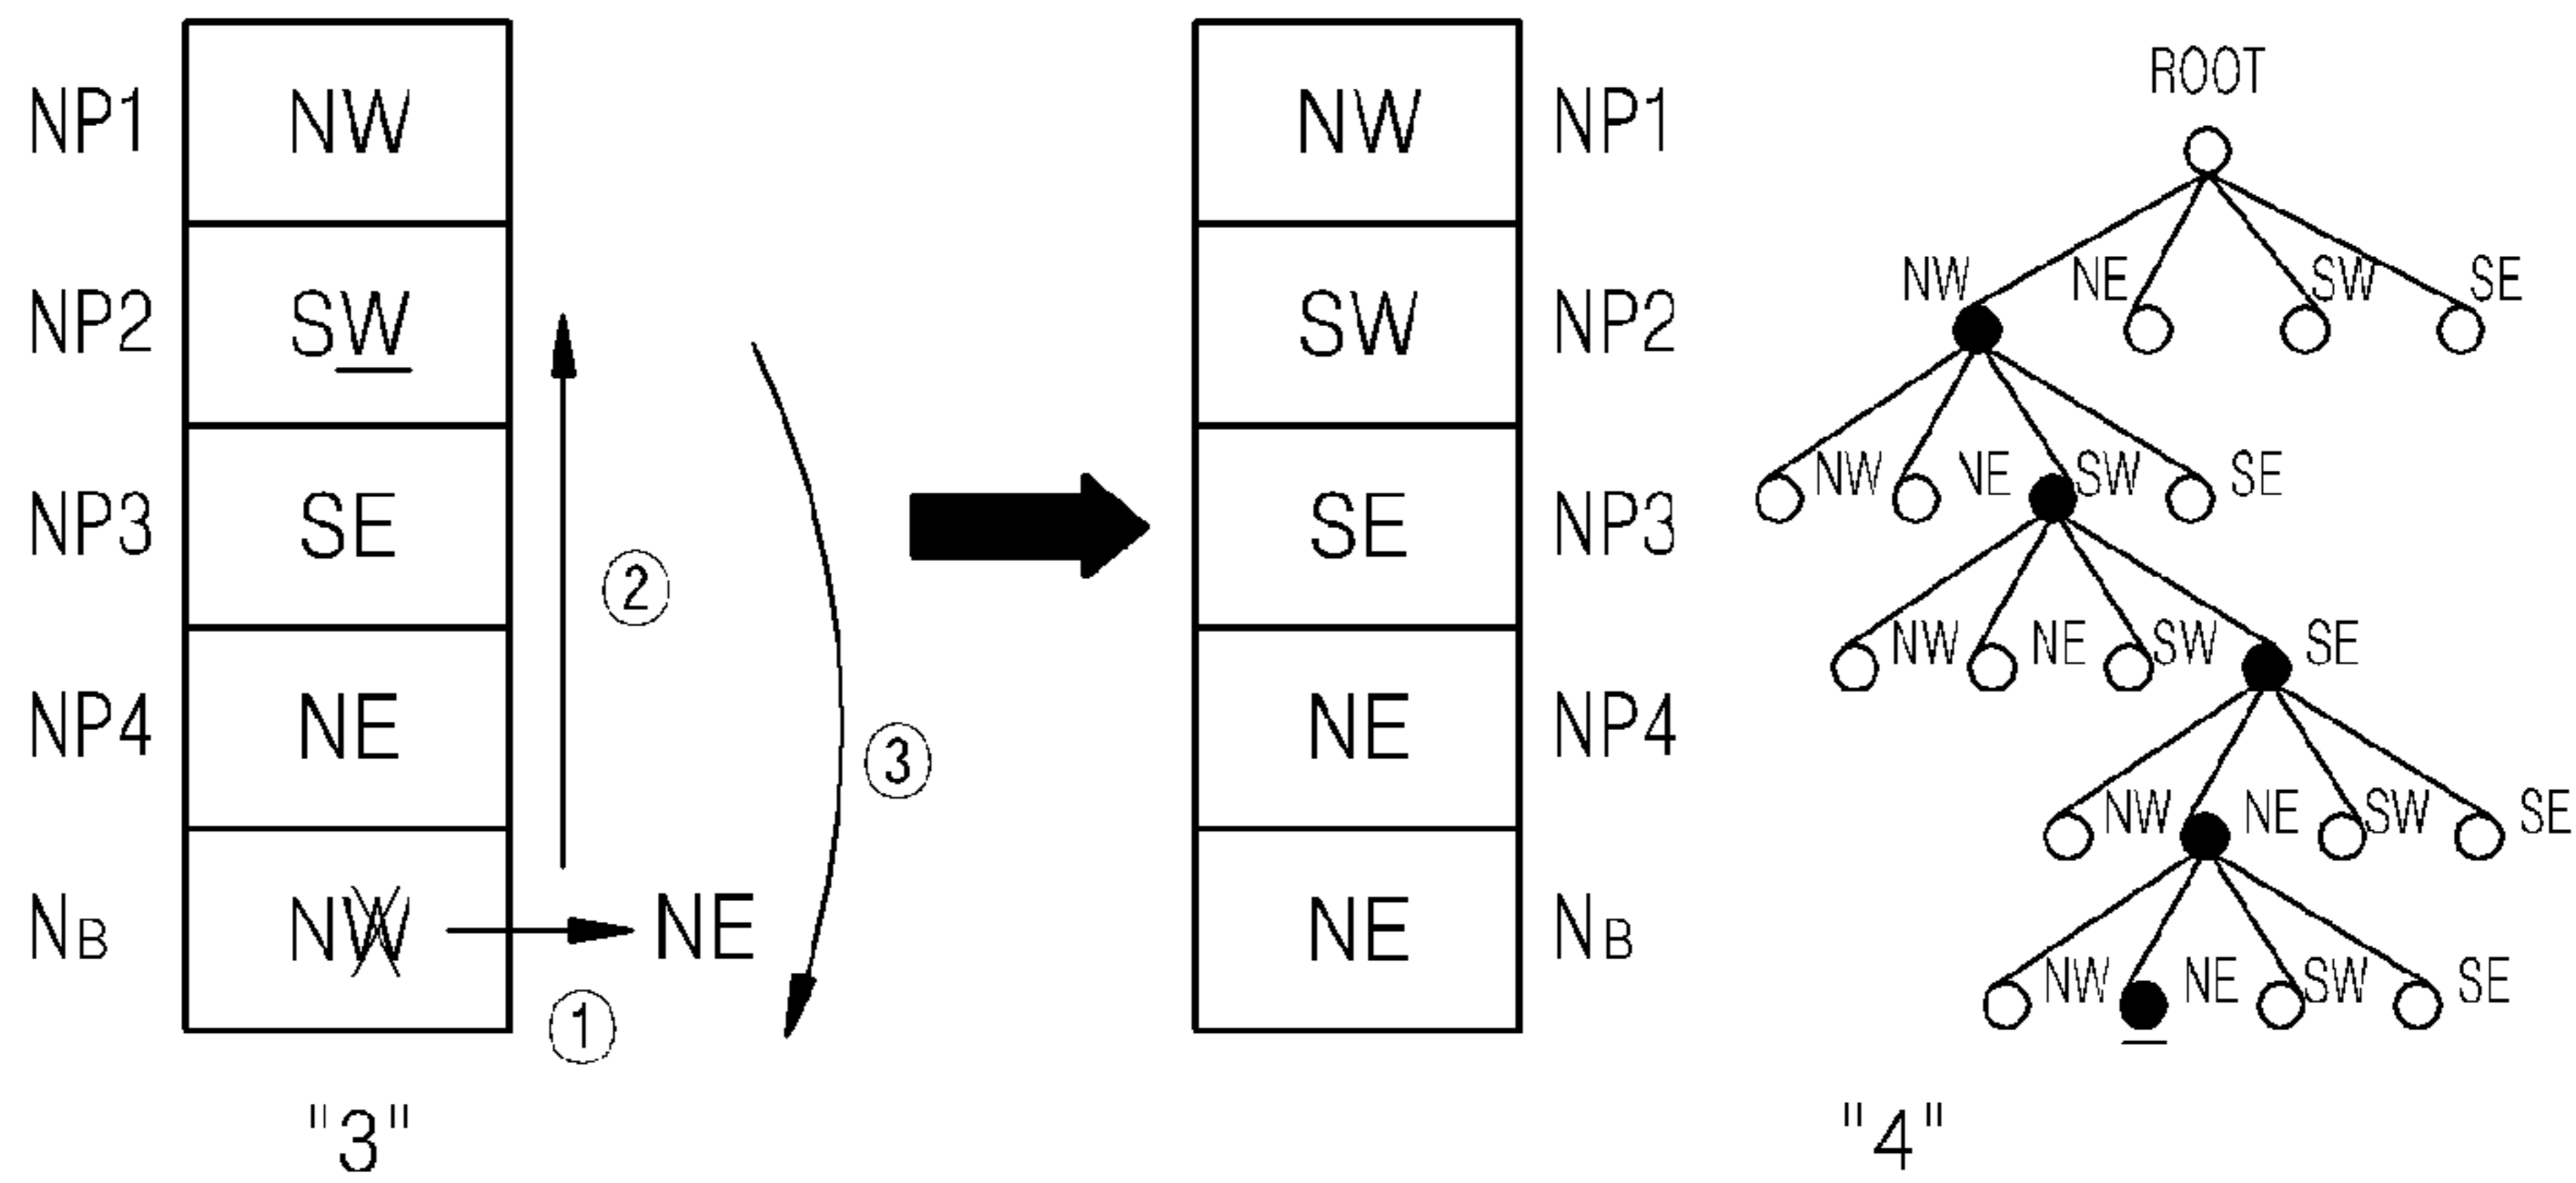 ROOT
NP1 NW NW NP1
NW NE SW SE
NP2 SW SW NP2
NW NE SW SE
NP3 SE SE NP3
②
NW NE SW SE
NP4 NE NE NP4
③
NW NE SW SE
NB NW NE NE NB
NW NE SW SE
①
"3" "4"